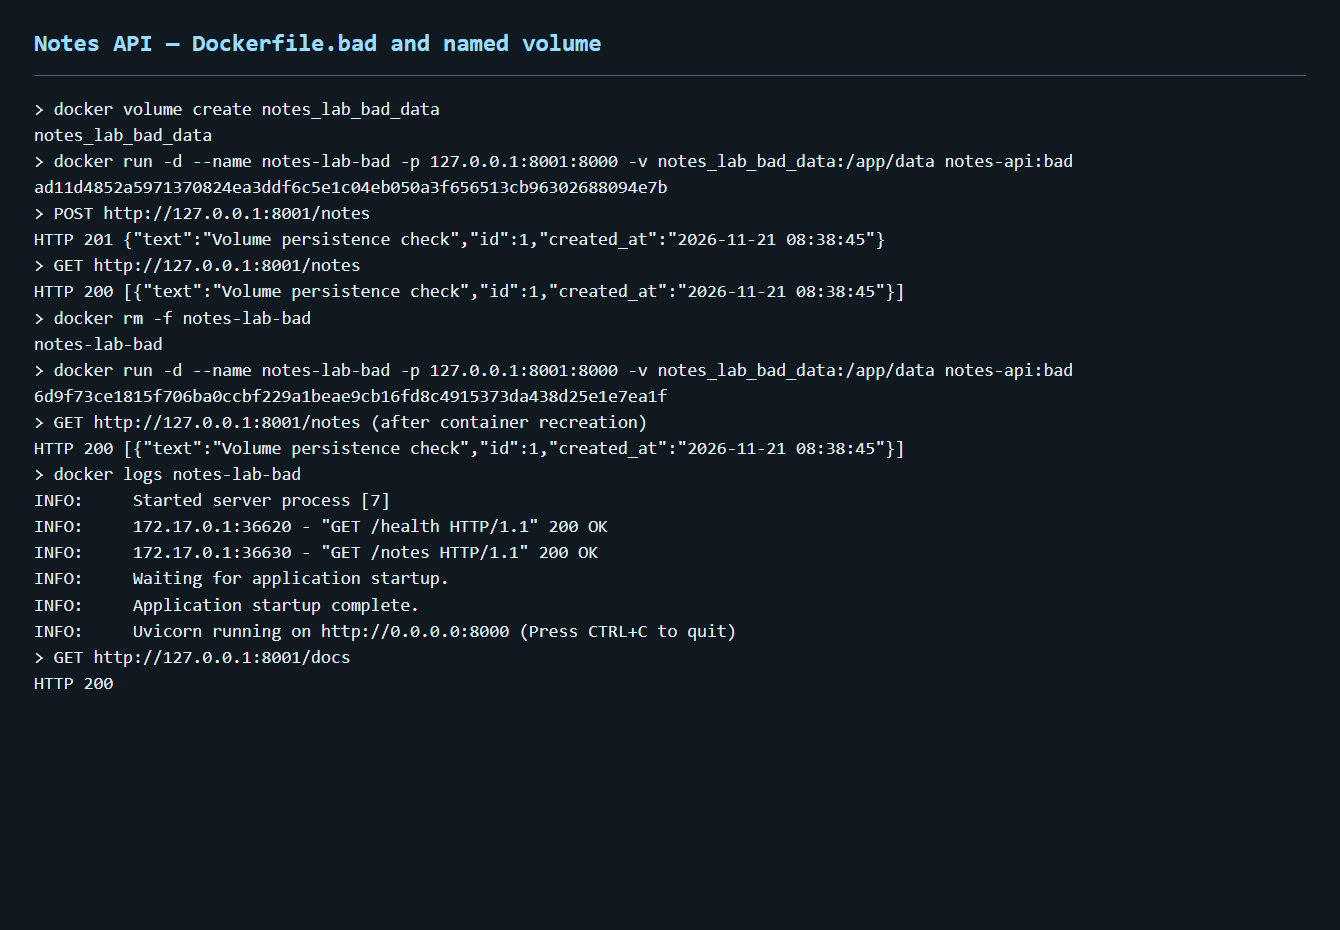 Notes API — Dockerfile.bad and named volume
> docker volume create notes_lab_bad_data
notes_lab_bad_data
> docker run -d --name notes-lab-bad -p 127.0.0.1:8001:8000 -v notes_lab_bad_data:/app/data notes-api:bad
ad11d4852a5971370824ea3ddf6c5e1c04eb050a3f656513cb96302688094e7b
> POST http://127.0.0.1:8001/notes
HTTP 201 {"text":"Volume persistence check","id":1,"created_at":"2026-11-21 08:38:45"}
> GET http://127.0.0.1:8001/notes
HTTP 200 [{"text":"Volume persistence check","id":1,"created_at":"2026-11-21 08:38:45"}]
> docker rm -f notes-lab-bad
notes-lab-bad
> docker run -d --name notes-lab-bad -p 127.0.0.1:8001:8000 -v notes_lab_bad_data:/app/data notes-api:bad
6d9f73ce1815f706ba0ccbf229a1beae9cb16fd8c4915373da438d25e1e7ea1f
> GET http://127.0.0.1:8001/notes (after container recreation)
HTTP 200 [{"text":"Volume persistence check","id":1,"created_at":"2026-11-21 08:38:45"}]
> docker logs notes-lab-bad
INFO:     Started server process [7]
INFO:     172.17.0.1:36620 - "GET /health HTTP/1.1" 200 OK
INFO:     172.17.0.1:36630 - "GET /notes HTTP/1.1" 200 OK
INFO:     Waiting for application startup.
INFO:     Application startup complete.
INFO:     Uvicorn running on http://0.0.0.0:8000 (Press CTRL+C to quit)
> GET http://127.0.0.1:8001/docs
HTTP 200